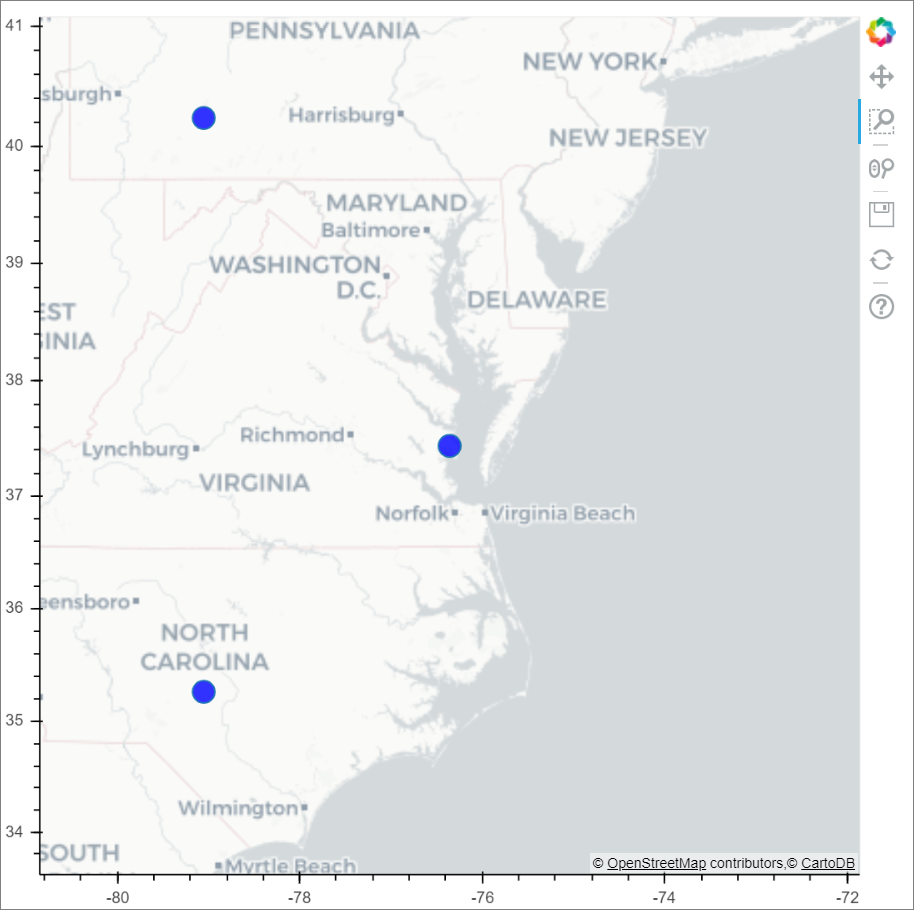 41
PENNSYLVANIA
NEW YORK
sburgh
Harrisburg
40
NEW JERSEY
MARYLAND
Baltimore
39
WASHINGTON
D.C.
DELAWARE
EST
GINIA
38
Richmond
Lynchburg
VIRGINIA
37
Norfolk
Virginia Beach
36
eensboro
NORTH
CAROLINA
35
Wilmington
34
SOUTH
Myrtle Beach
© OpenStreetMap contributors,© CartoDB
-80 -78 -76 -74 -72
?